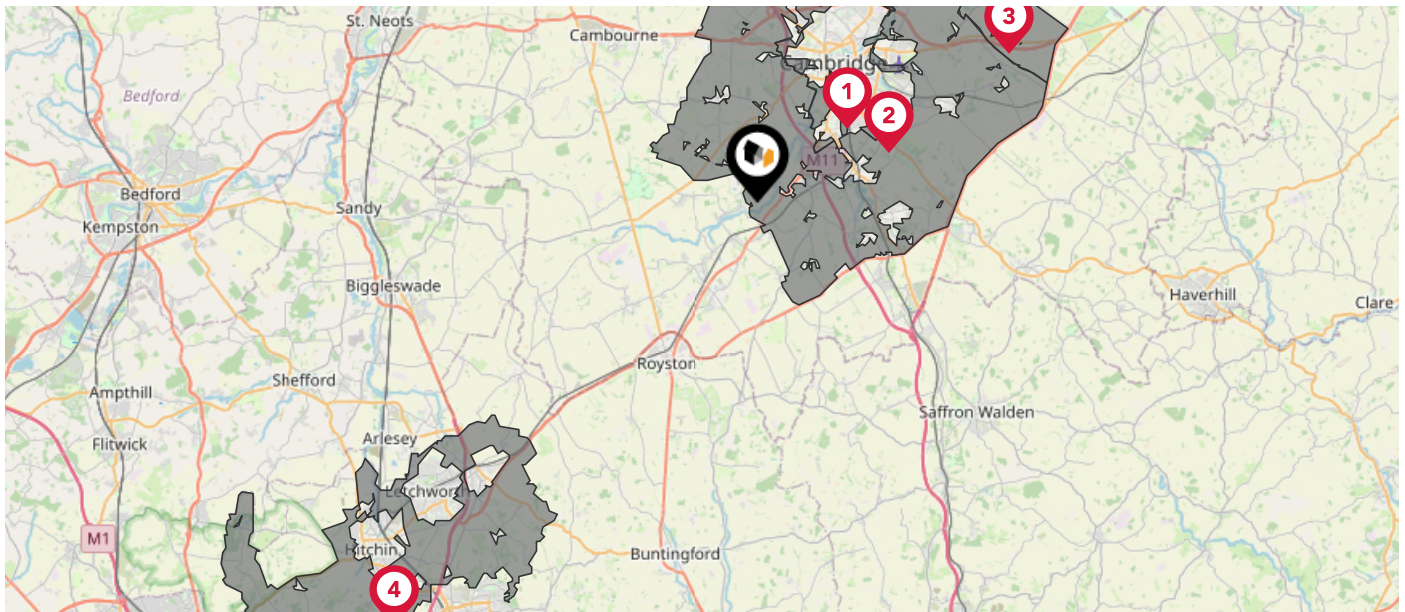 St. Neots
3
Cambourne
Cambridge
Bedford
1
2
M11
Bedford
Sandy
Kempston
Biggleswade
Haverhill
Clare
Royston
Shefford
Ampthill
Saffron Walden
Arlesey
Flitwick
Letchworth
M1
Hitchin
Buntingford
4